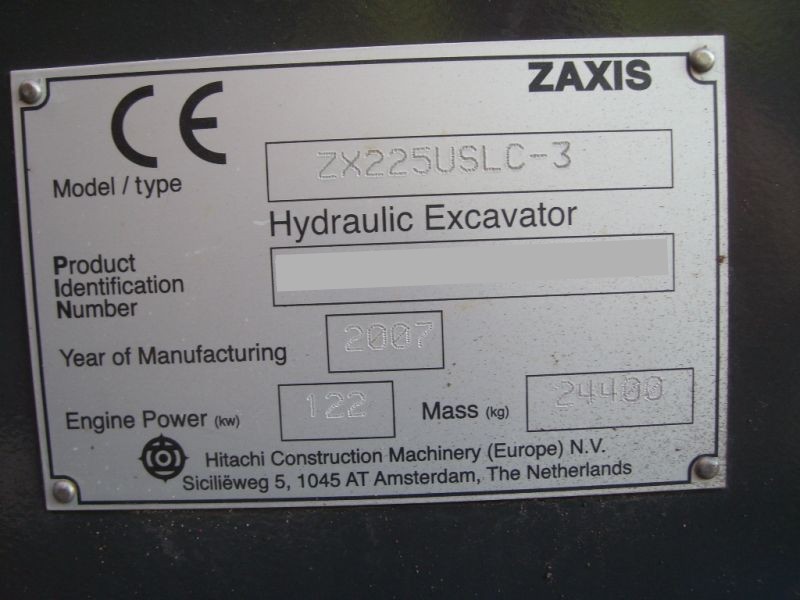 ZAXIS
CE
Model / type ZX225USLC-3
Hydraulic Excavator
Product
Identification
Number
Year of Manufacturing 2007
Engine Power (kw) 122 Mass (kg) 24400
Hitachi Construction Machinery (Europe) N.V.
Siciliëweg 5, 1045 AT Amsterdam, The Netherlands